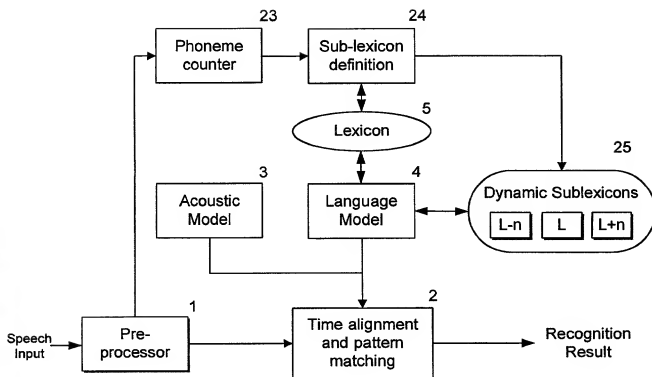 23
24
Phoneme
counter
Sub-lexicon
definition
5
Lexicon
25
3
4
Acoustic
Model
Language
Model
Dynamic Sublexicons
L-n
L
L+n
1
2
Speech
Input
Pre-
processor
Time alignment
and pattern
matching
Recognition
Result